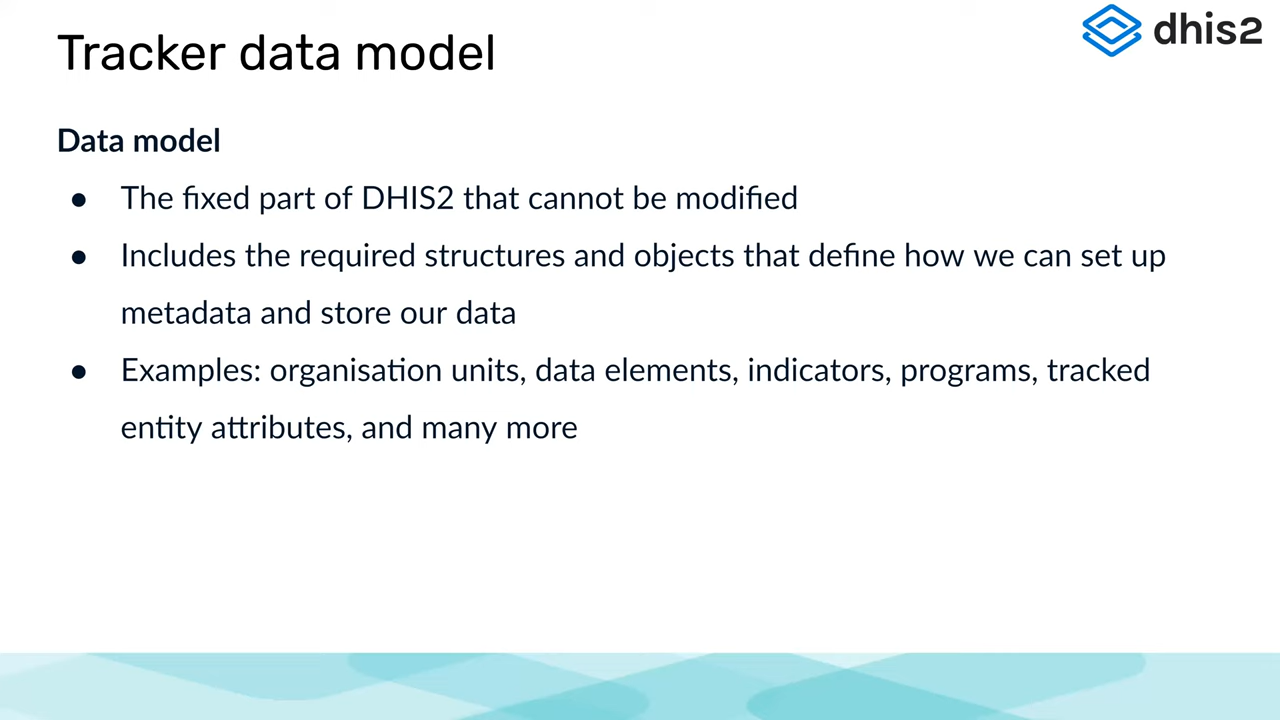 Tracker data model
dhis2
Data model
● The fixed part of DHIS2 that cannot be modified
● Includes the required structures and objects that define how we can set up
metadata and store our data
● Examples: organisation units, data elements, indicators, programs, tracked
entity attributes, and many more